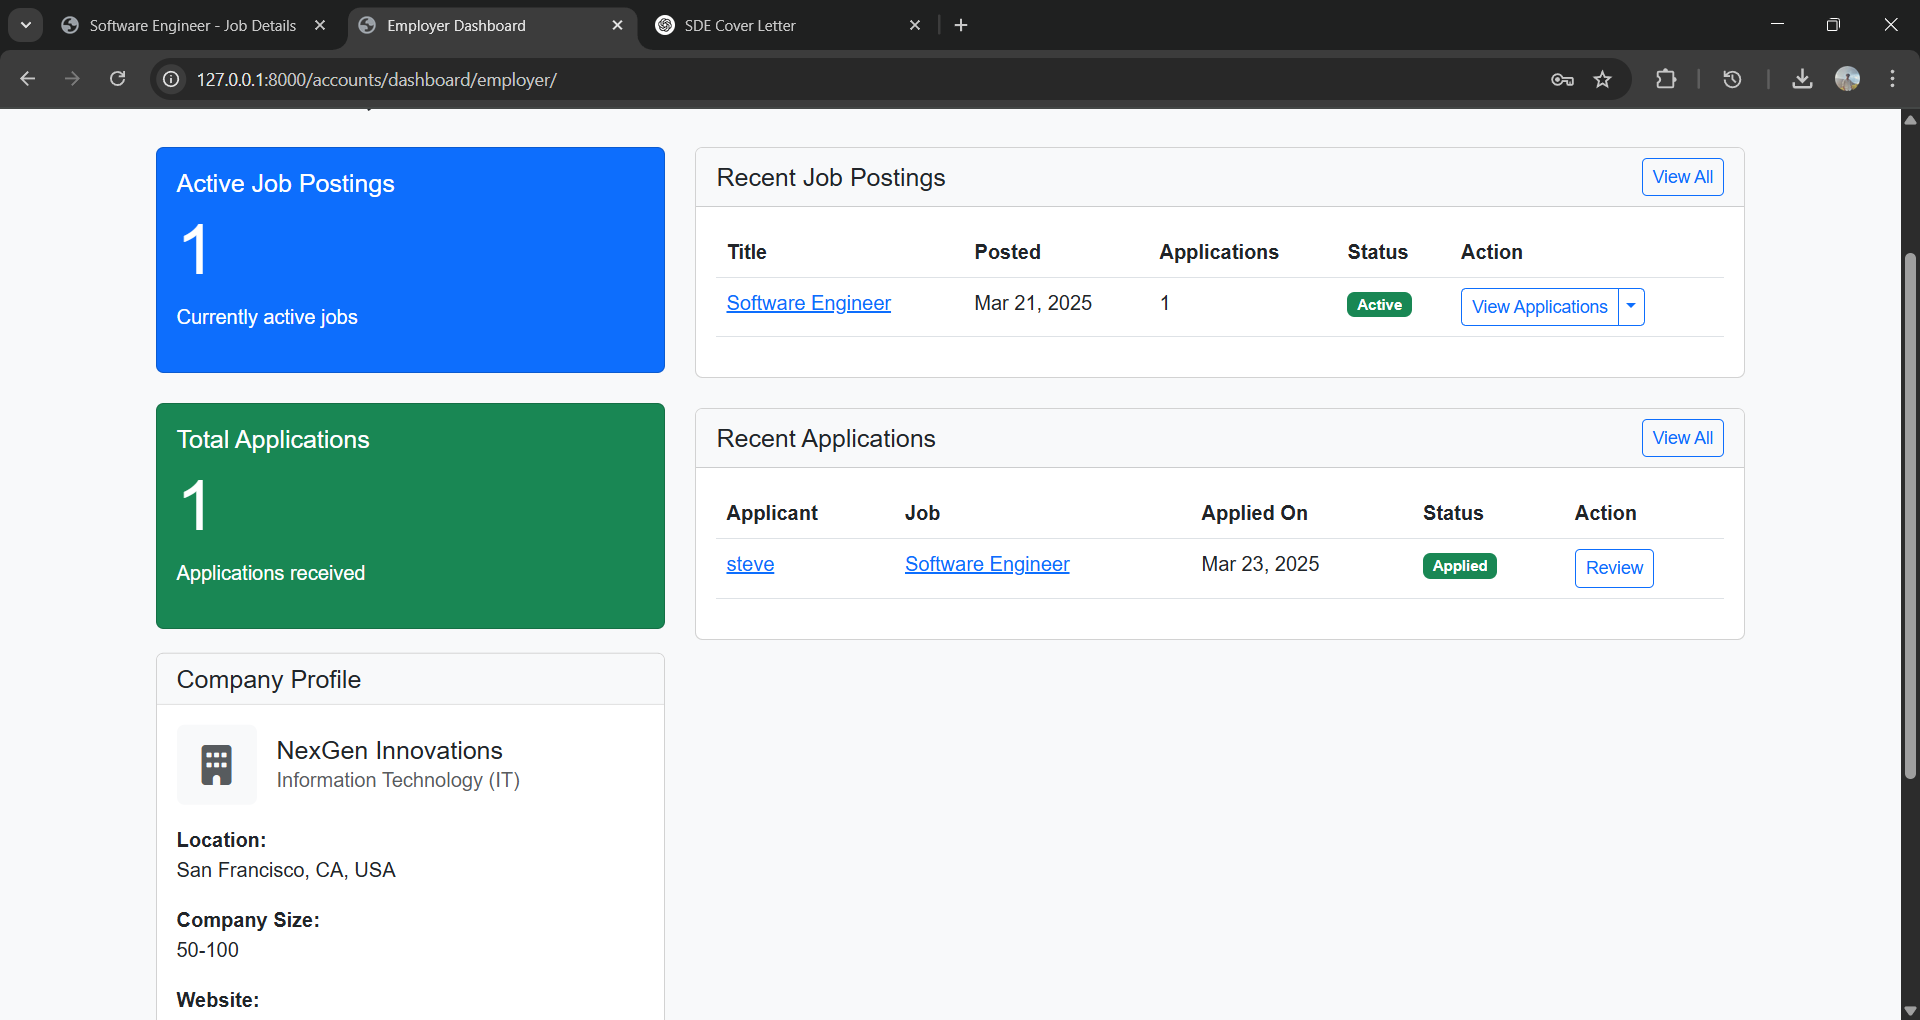 Software Engineer - Job Details
Employer Dashboard
SDE Cover Letter
127.0.0.1:8000/accounts/dashboard/employer/
Active Job Postings
1
Currently active jobs
Total Applications
1
Applications received
Company Profile
NexGen Innovations
Information Technology (IT)
Location:
San Francisco, CA, USA
Company Size:
50-100
Website:
Recent Job Postings
View All
Title Posted Applications Status Action
Software Engineer Mar 21, 2025 1 Active View Applications
Recent Applications
View All
Applicant Job Applied On Status Action
steve Software Engineer Mar 23, 2025 Applied Review